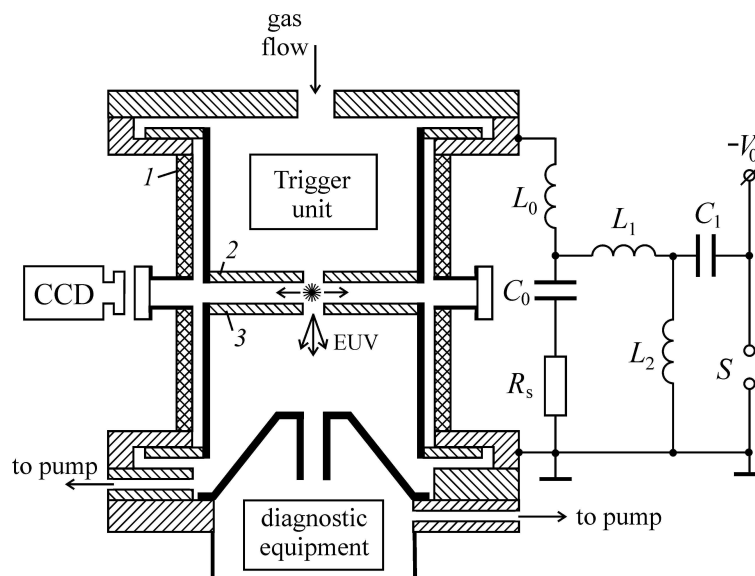 gas
flow
1
Trigger
unit
–V₀
L₀
L₁
C₁
2
CCD
C₀
3
EUV
L₂
S
Rₛ
to pump
diagnostic
equipment
to pump